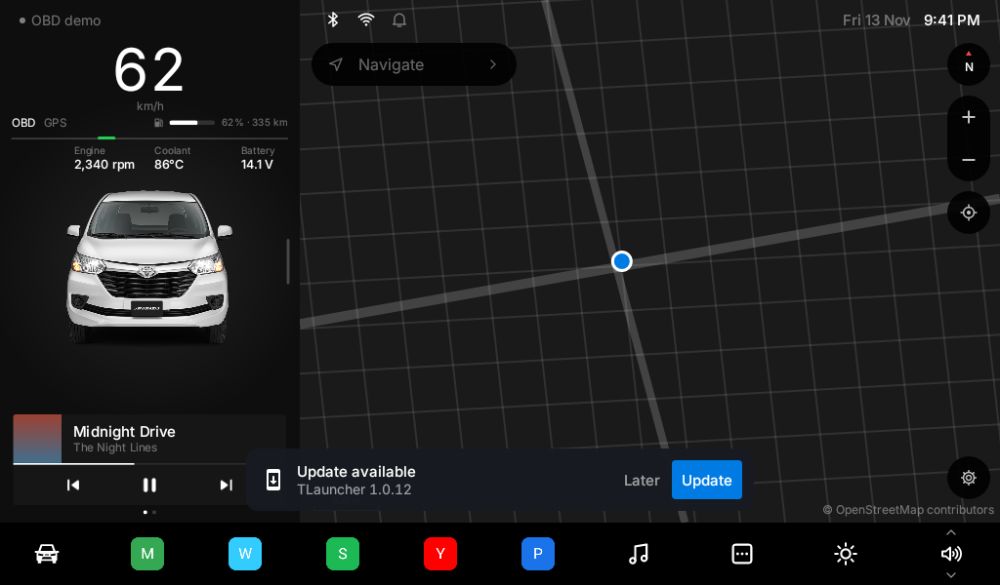 OBD demo
62
km/h
OBD GPS
62% · 335 km
Engine Coolant Battery
2,340 rpm 86°C 14.1 V
Midnight Drive
The Night Lines
Fri 13 Nov 9:41 PM
Navigate
N
+
−
Update available
TLauncher 1.0.12
Later
Update
© OpenStreetMap contributors
M W S Y P